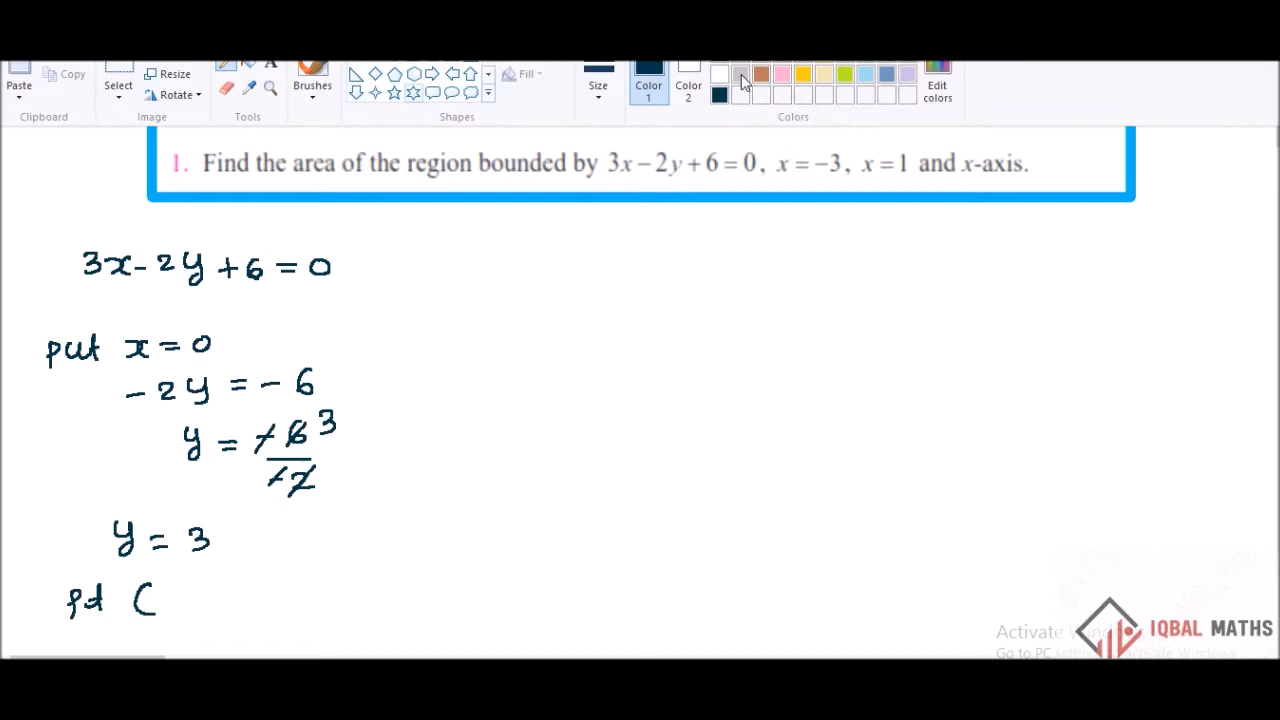 Paste
Copy
Select
Resize
Rotate
A
Brushes
Fill
Size
Color 1
Color 2
Edit colors
Clipboard
Image
Tools
Shapes
Colors
1. Find the area of the region bounded by 3x − 2y + 6 = 0, x = −3, x = 1 and x-axis.
3x - 2y + 6 = 0
put x = 0
- 2y = - 6
y = -6/-2 3
y = 3
pt (
Activate
Go to PC settings to activate Windows.
IQBAL MATHS